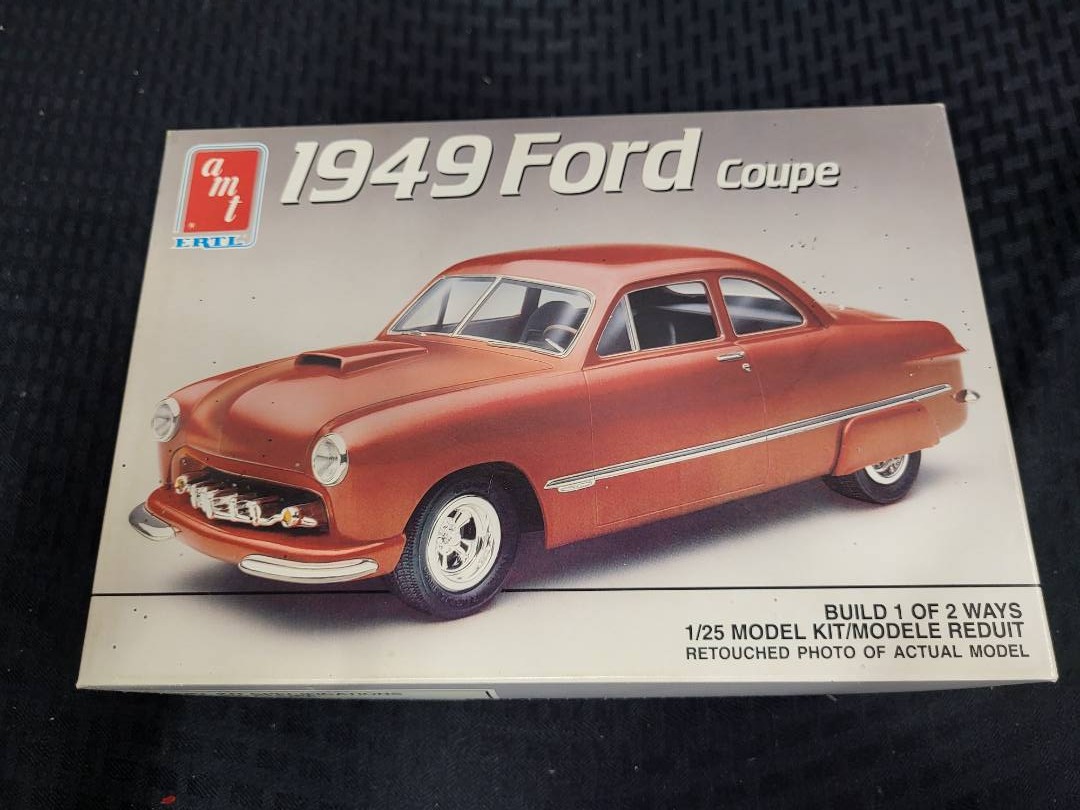 amt
ERTL
1949 Ford Coupe
BUILD 1 OF 2 WAYS
1/25 MODEL KIT/MODELE REDUIT
RETOUCHED PHOTO OF ACTUAL MODEL
SPECIFICATIONS